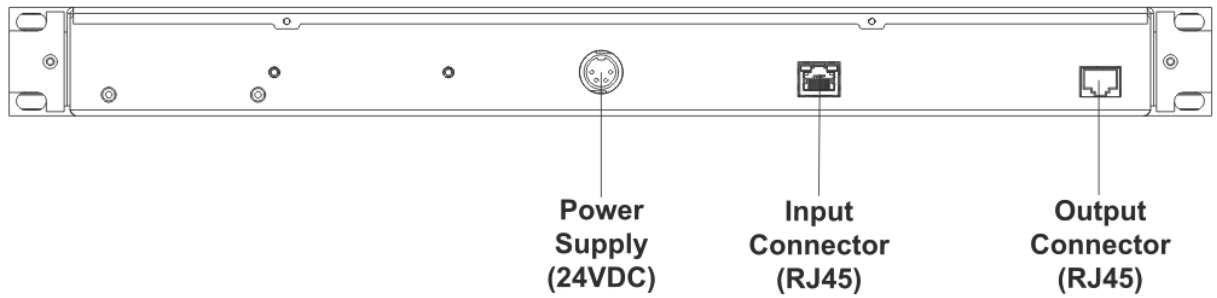 Power
Supply
(24VDC)
Input
Connector
(RJ45)
Output
Connector
(RJ45)